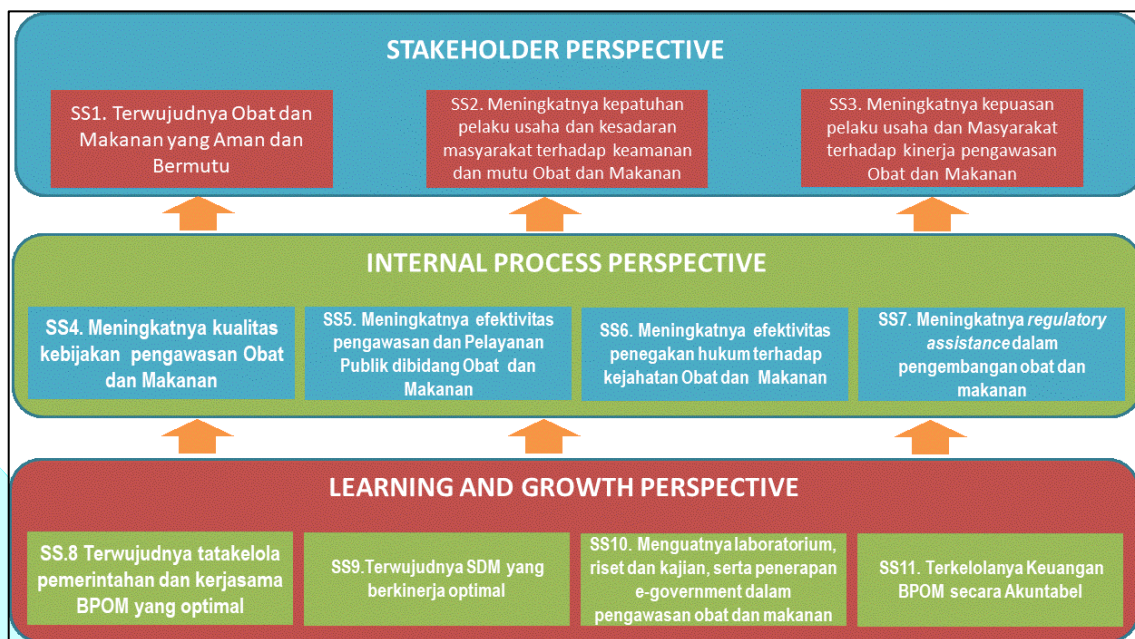 STAKEHOLDER PERSPECTIVE
SS1. Terwujudnya Obat dan
Makanan yang Aman dan
Bermutu
SS2. Meningkatnya kepatuhan
pelaku usaha dan kesadaran
masyarakat terhadap keamanan
dan mutu Obat dan Makanan
SS3. Meningkatnya kepuasan
pelaku usaha dan Masyarakat
terhadap kinerja pengawasan
Obat dan Makanan
INTERNAL PROCESS PERSPECTIVE
SS4. Meningkatnya kualitas
kebijakan pengawasan Obat
dan Makanan
SS5. Meningkatnya efektivitas
pengawasan dan Pelayanan
Publik dibidang Obat dan
Makanan
SS6. Meningkatnya efektivitas
penegakan hukum terhadap
kejahatan Obat dan Makanan
SS7. Meningkatnya regulatory
assistance dalam
pengembangan obat dan
makanan
LEARNING AND GROWTH PERSPECTIVE
SS.8 Terwujudnya tatakelola
pemerintahan dan kerjasama
BPOM yang optimal
SS9.Terwujudnya SDM yang
berkinerja optimal
SS10. Menguatnya laboratorium,
riset dan kajian, serta penerapan
e-government dalam
pengawasan obat dan makanan
SS11. Terkelolanya Keuangan
BPOM secara Akuntabel